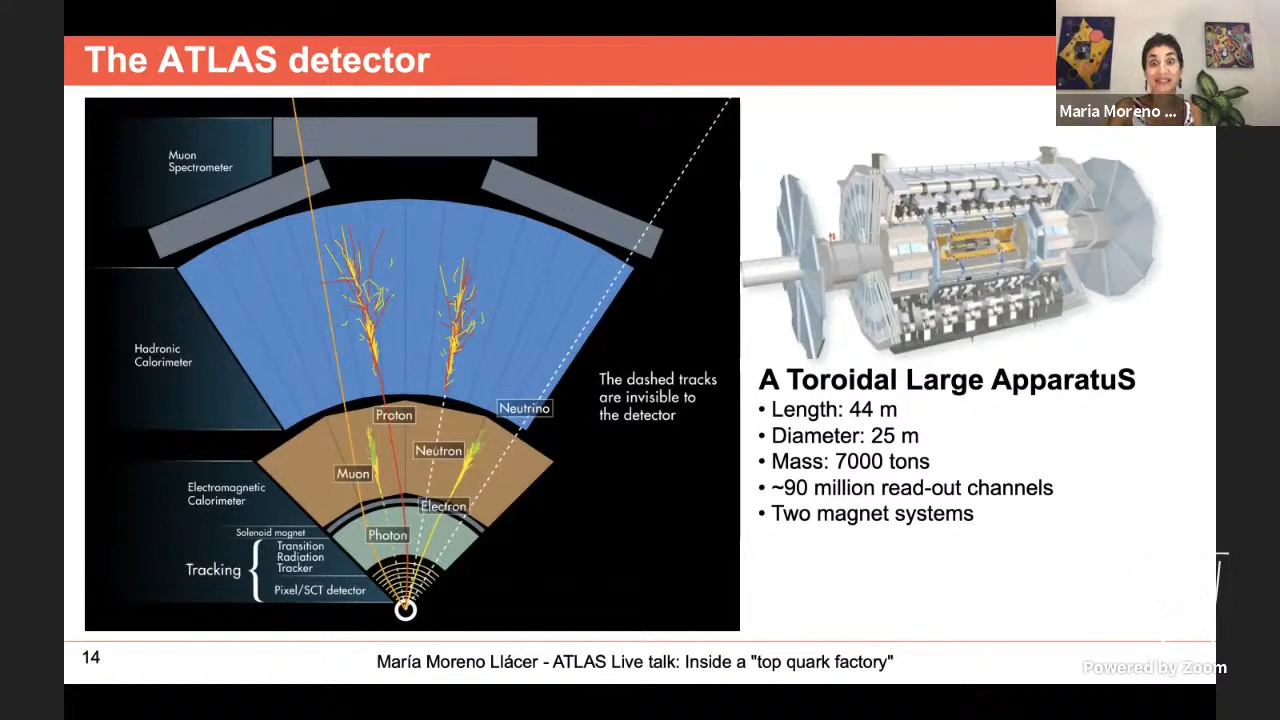 The ATLAS detector
Maria Moreno ...
Muon
Spectrometer
Hadronic
Calorimeter
The dashed tracks
are invisible to
the detector
Neutrino
Proton
Neutron
Muon
Electron
Photon
Electromagnetic
Calorimeter
Solenoid magnet
Tracking
Transition
Radiation
Tracker
Pixel/SCT detector
A Toroidal Large ApparatuS
• Length: 44 m
• Diameter: 25 m
• Mass: 7000 tons
• ~90 million read-out channels
• Two magnet systems
14
María Moreno Llácer - ATLAS Live talk: Inside a "top quark factory"
Powered by Zoom